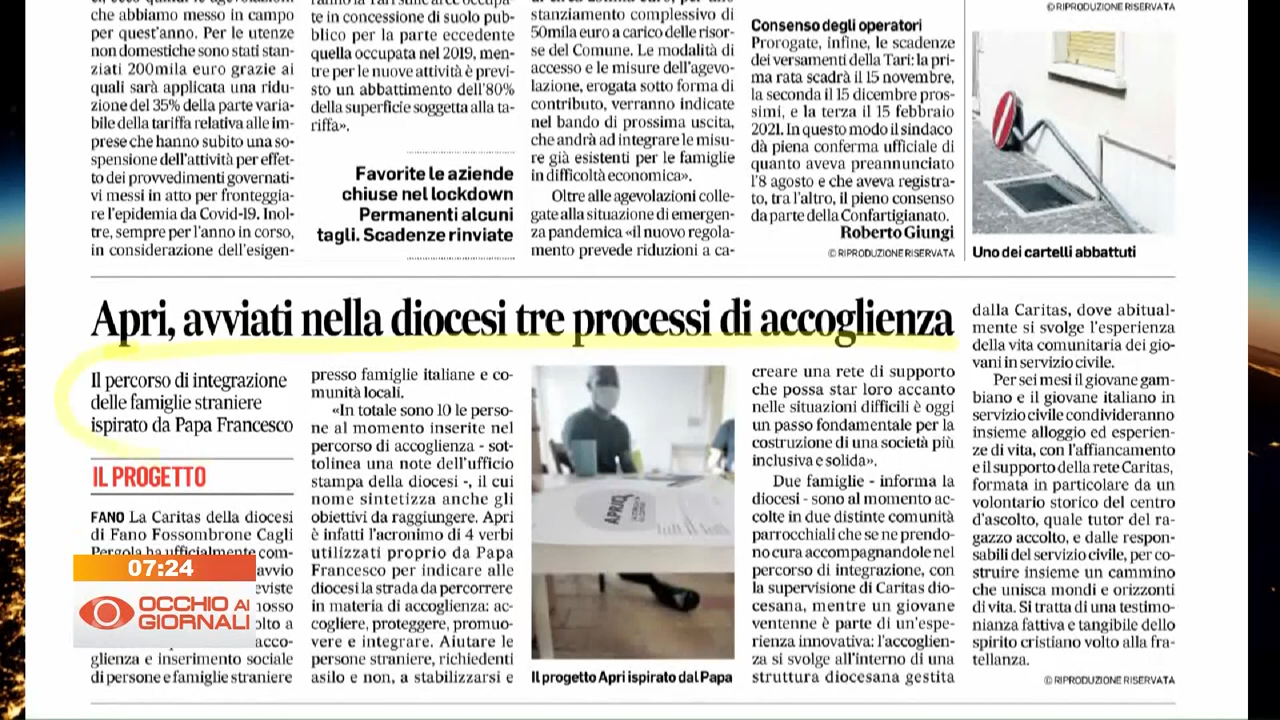 che abbiamo messo in campo
per quest'anno. Per le utenze
non domestiche sono stati stan-
ziati 200mila euro grazie ai
quali sarà applicata una ridu-
zione del 35% della parte varia-
bile della tariffa relativa alle im-
prese che hanno subito una so-
spensione dell'attività per effet-
to dei provvedimenti governati-
vi messi in atto per fronteggia-
re l'epidemia da Covid-19. Inol-
tre, sempre per l'anno in corso,
in considerazione dell'esigen-
te in concessione di suolo pub-
blico per la parte eccedente
quella occupata nel 2019, men-
tre per le nuove attività è previ-
sto un abbattimento dell'80%
della superficie soggetta alla ta-
riffa».
Favorite le aziende
chiuse nel lockdown
Permanenti alcuni
tagli. Scadenze rinviate
stanziamento complessivo di
50mila euro a carico delle risor-
se del Comune. Le modalità di
accesso e le misure dell'agevo-
lazione, erogata sotto forma di
contributo, verranno indicate
nel bando di prossima uscita,
che andrà ad integrare le misu-
re già esistenti per le famiglie
in difficoltà economica».
Oltre alle agevolazioni colle-
gate alla situazione di emergen-
za pandemica «il nuovo regola-
mento prevede riduzioni a ca-
Consenso degli operatori
Prorogate, infine, le scadenze
dei versamenti della Tari: la pri-
ma rata scadrà il 15 novembre,
la seconda il 15 dicembre pros-
simi, e la terza il 15 febbraio
2021. In questo modo il sindaco
dà piena conferma ufficiale di
quanto aveva preannunciato
l'8 agosto e che aveva registra-
to, tra l'altro, il pieno consenso
da parte della Confartigianato.
Roberto Giungi
© RIPRODUZIONE RISERVATA
© RIPRODUZIONE RISERVATA
Uno dei cartelli abbattuti
Apri, avviati nella diocesi tre processi di accoglienza
Il percorso di integrazione
delle famiglie straniere
ispirato da Papa Francesco
IL PROGETTO
FANO La Caritas della diocesi
di Fano Fossombrone Cagli
Pergola ha ufficialmente com-
avvio
eviste
nosso
olto a
acco-
glienza e inserimento sociale
di persone e famiglie straniere
07:24
OCCHIO AI
GIORNALI
presso famiglie italiane e co-
munità locali.
«In totale sono 10 le perso-
ne al momento inserite nel
percorso di accoglienza - sot-
tolinea una note dell'ufficio
stampa della diocesi -, il cui
nome sintetizza anche gli
obiettivi da raggiungere. Apri
è infatti l'acronimo di 4 verbi
utilizzati proprio da Papa
Francesco per indicare alle
diocesi la strada da percorrere
in materia di accoglienza: ac-
cogliere, proteggere, promuo-
vere e integrare. Aiutare le
persone straniere, richiedenti
asilo e non, a stabilizzarsi e
APRI
Il progetto Apri ispirato dal Papa
creare una rete di supporto
che possa star loro accanto
nelle situazioni difficili è oggi
un passo fondamentale per la
costruzione di una società più
inclusiva e solida».
Due famiglie - informa la
diocesi - sono al momento ac-
colte in due distinte comunità
parrocchiali che se ne prendo-
no cura accompagnandole nel
percorso di integrazione, con
la supervisione di Caritas dio-
cesana, mentre un giovane
ventenne è parte di un'espe-
rienza innovativa: l'accoglien-
za si svolge all'interno di una
struttura diocesana gestita
dalla Caritas, dove abitual-
mente si svolge l'esperienza
della vita comunitaria dei gio-
vani in servizio civile.
Per sei mesi il giovane gam-
biano e il giovane italiano in
servizio civile condivideranno
insieme alloggio ed esperien-
ze di vita, con l'affiancamento
e il supporto della rete Caritas,
formata in particolare da un
volontario storico del centro
d'ascolto, quale tutor del ra-
gazzo accolto, e dalle respon-
sabili del servizio civile, per co-
struire insieme un cammino
che unisca mondi e orizzonti
di vita. Si tratta di una testimo-
nianza fattiva e tangibile dello
spirito cristiano volto alla fra-
tellanza.
© RIPRODUZIONE RISERVATA